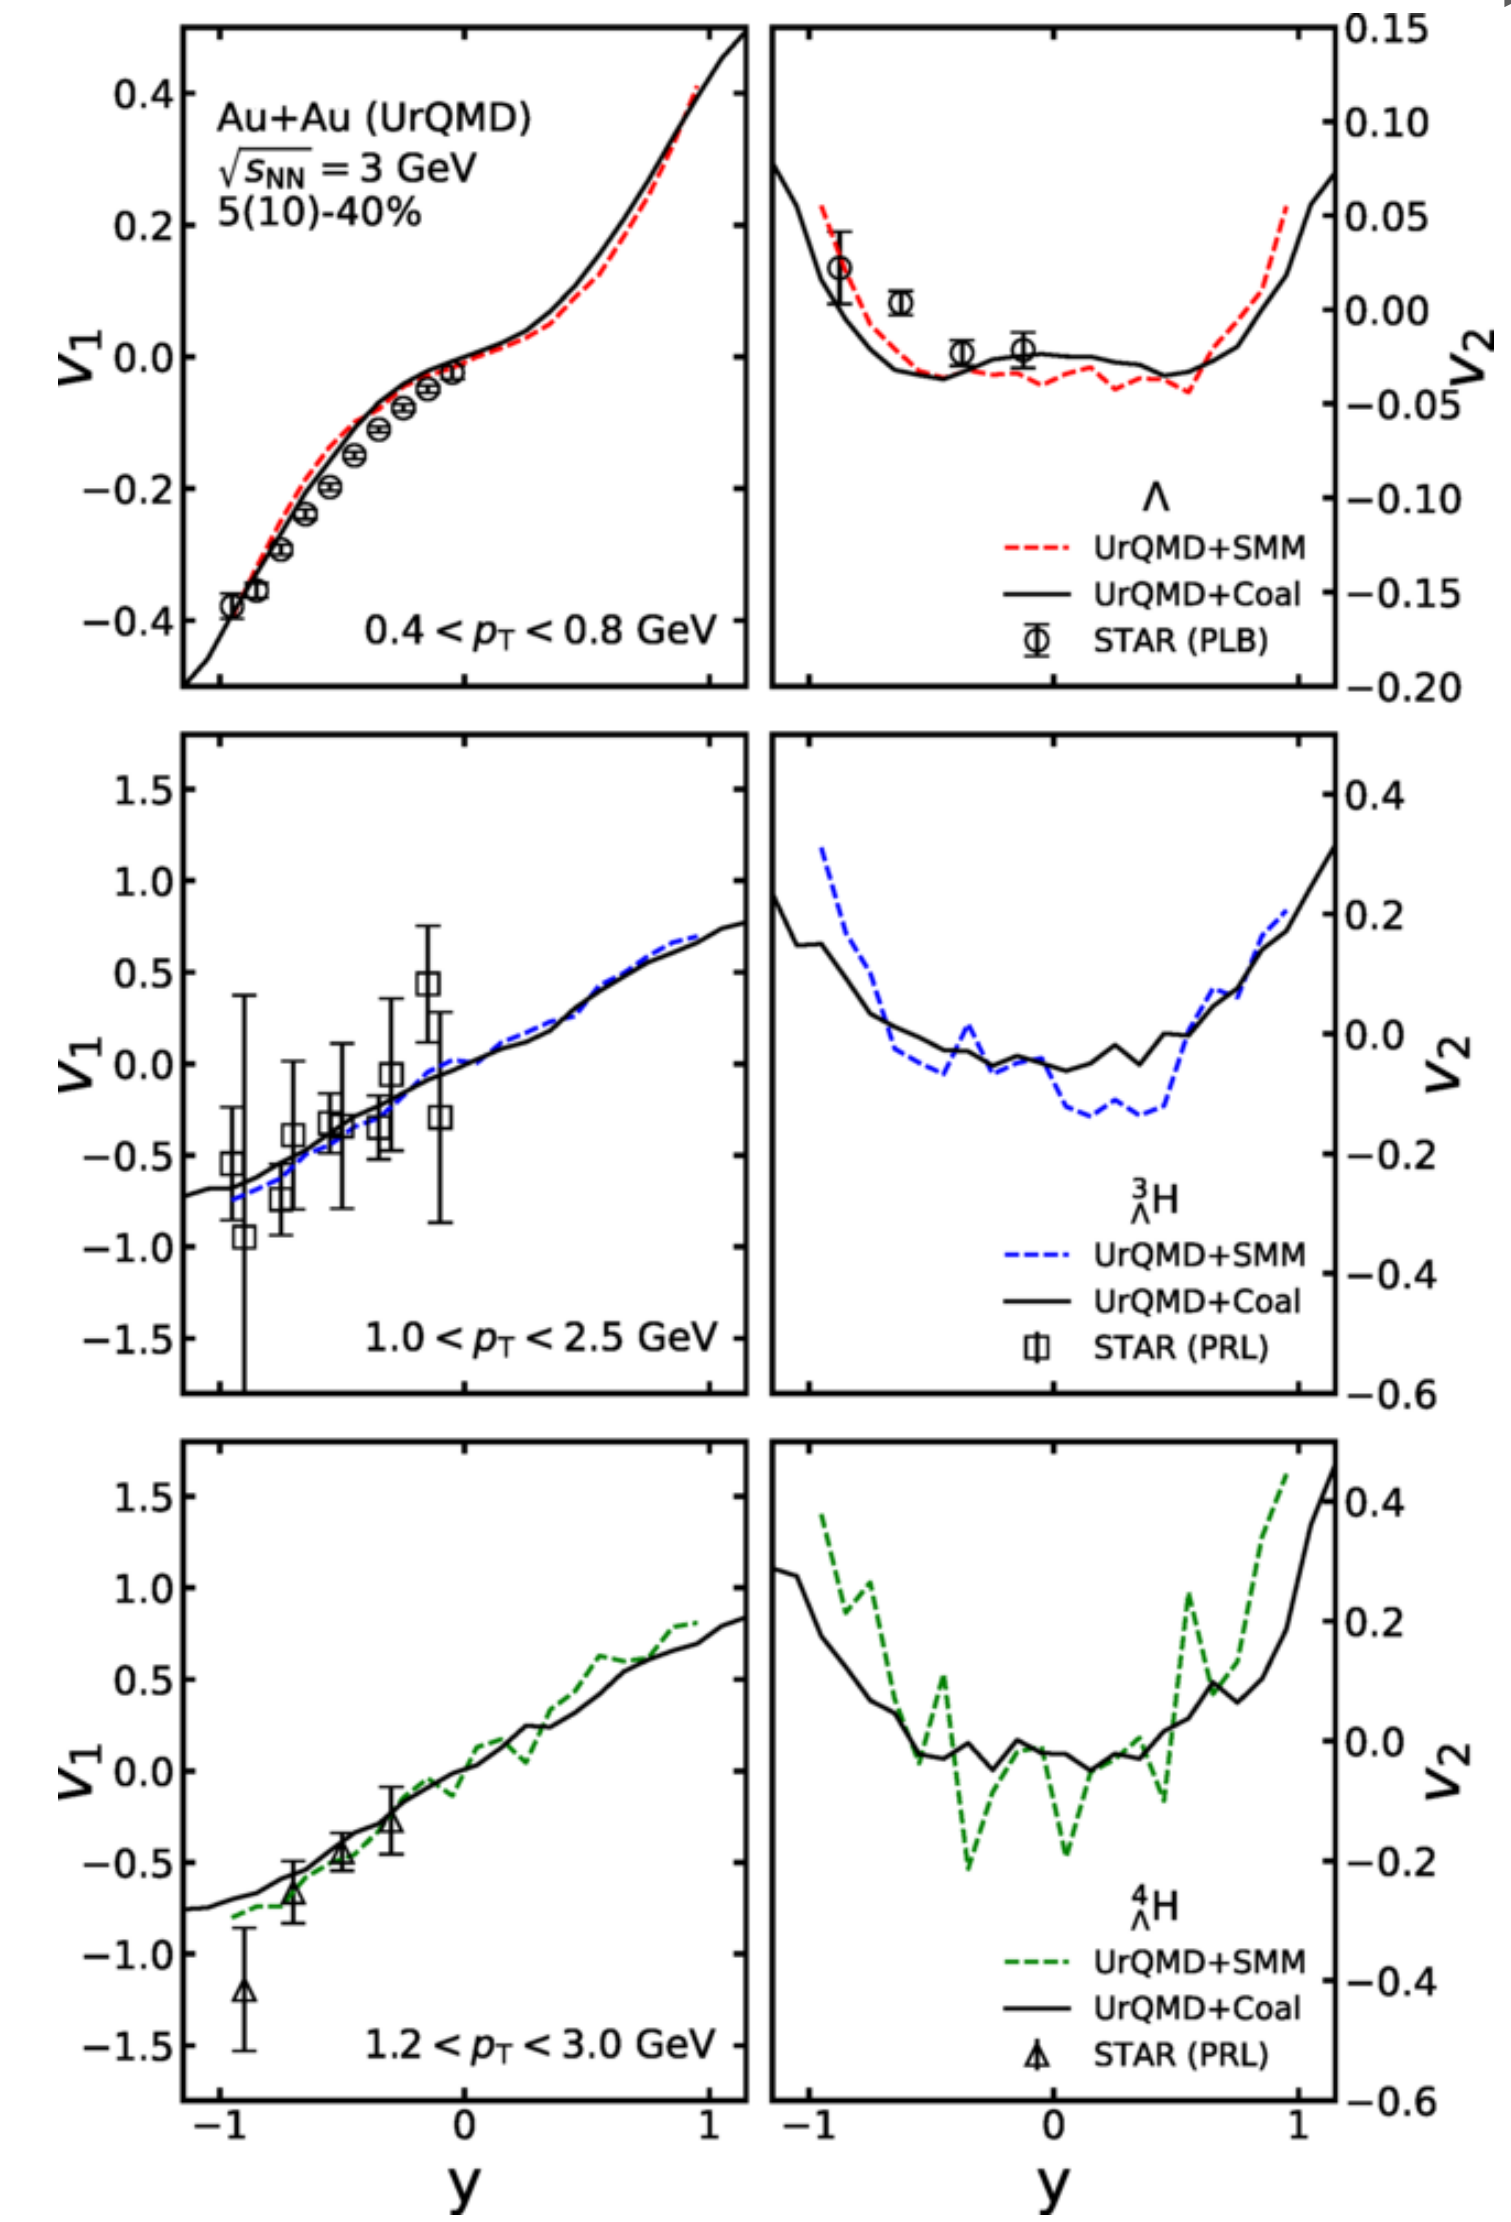 0.4
0.2
0.0
−0.2
−0.4
v1
Au+Au (UrQMD)
√sNN = 3 GeV
5(10)-40%
0.4 < pT < 0.8 GeV
0.15
0.10
0.05
0.00
−0.05
−0.10
−0.15
−0.20
v2
Λ
UrQMD+SMM
UrQMD+Coal
STAR (PLB)
1.5
1.0
0.5
0.0
−0.5
−1.0
−1.5
v1
1.0 < pT < 2.5 GeV
0.4
0.2
0.0
−0.2
−0.4
−0.6
v2
3ΛH
UrQMD+SMM
UrQMD+Coal
STAR (PRL)
1.5
1.0
0.5
0.0
−0.5
−1.0
−1.5
v1
1.2 < pT < 3.0 GeV
−1 0 1
y
0.4
0.2
0.0
−0.2
−0.4
−0.6
v2
4ΛH
UrQMD+SMM
UrQMD+Coal
STAR (PRL)
−1 0 1
y